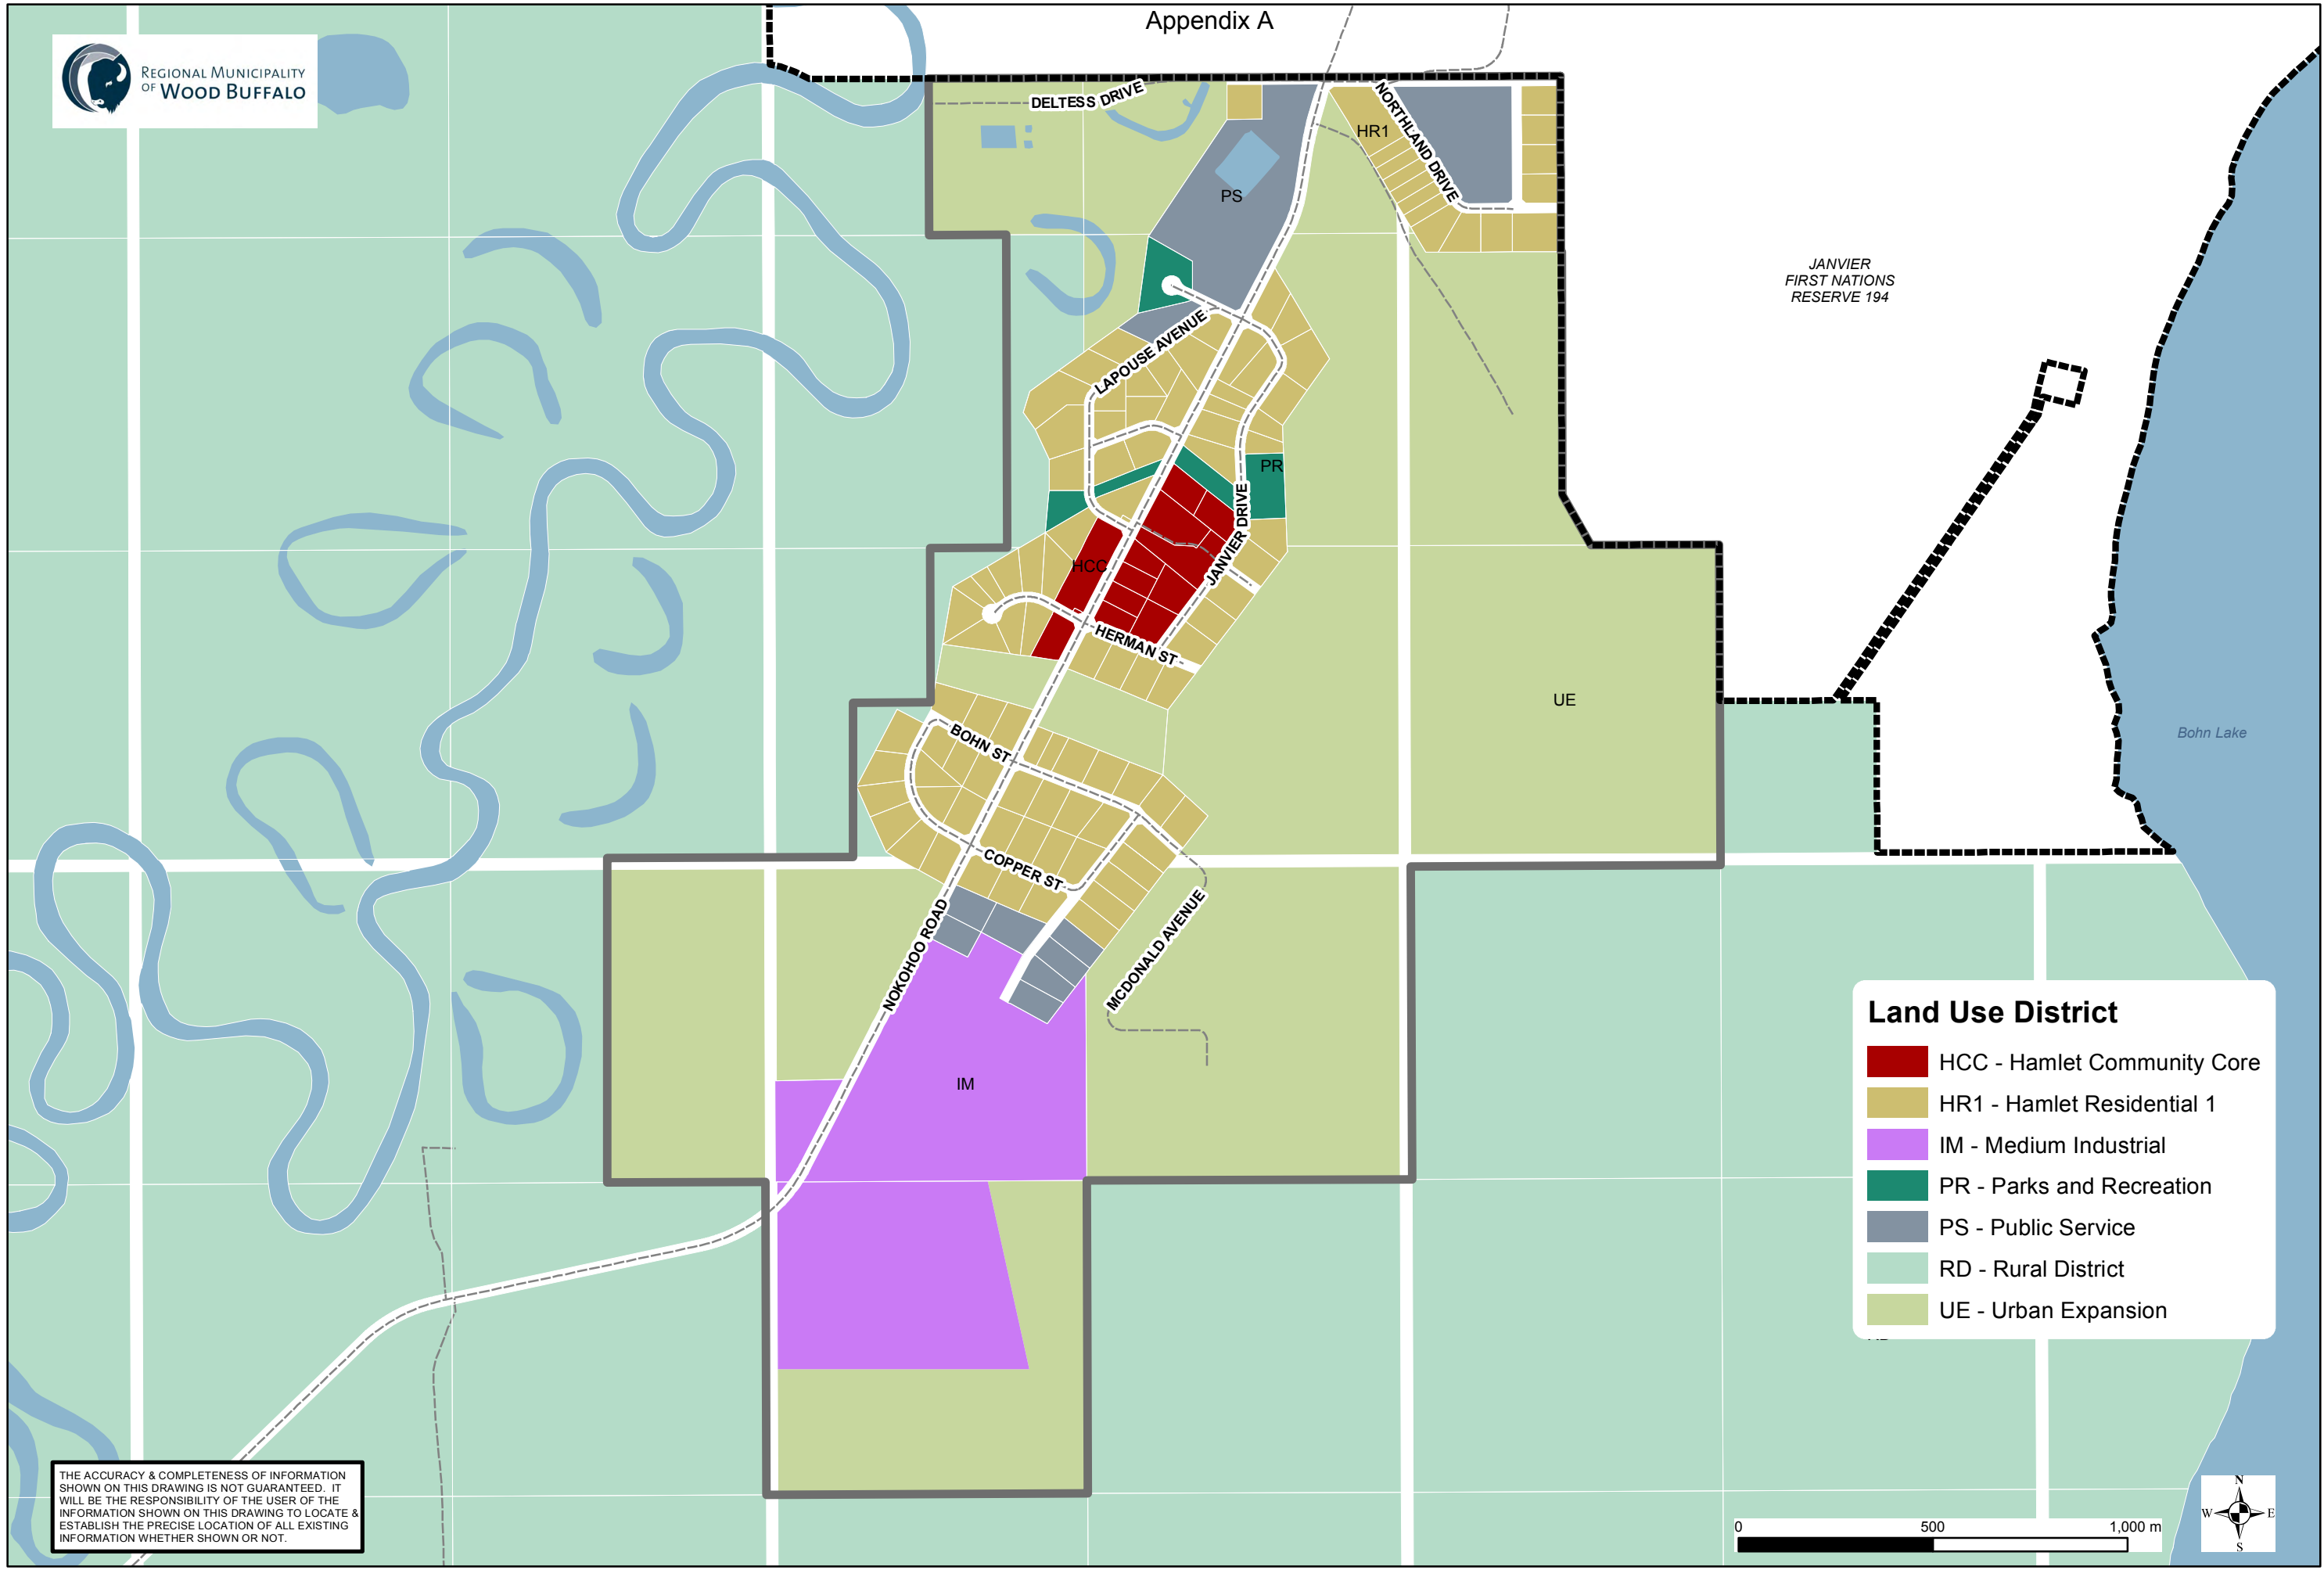 Appendix A
REGIONAL MUNICIPALITY
OF WOOD BUFFALO
DELTESS DRIVE
NORTHLAND DRIVE
HR1
PS
JANVIER
FIRST NATIONS
RESERVE 194
LAPOUSE AVENUE
PR
JANVIER DRIVE
HCC
HERMAN ST
UE
BOHN ST
Bohn Lake
COPPER ST
NOKOHOO ROAD
MCDONALD AVENUE
IM
Land Use District
HCC - Hamlet Community Core
HR1 - Hamlet Residential 1
IM - Medium Industrial
PR - Parks and Recreation
PS - Public Service
RD - Rural District
UE - Urban Expansion
THE ACCURACY & COMPLETENESS OF INFORMATION
SHOWN ON THIS DRAWING IS NOT GUARANTEED. IT
WILL BE THE RESPONSIBILITY OF THE USER OF THE
INFORMATION SHOWN ON THIS DRAWING TO LOCATE &
ESTABLISH THE PRECISE LOCATION OF ALL EXISTING
INFORMATION WHETHER SHOWN OR NOT.
0 500 1,000 m
N
W E
S